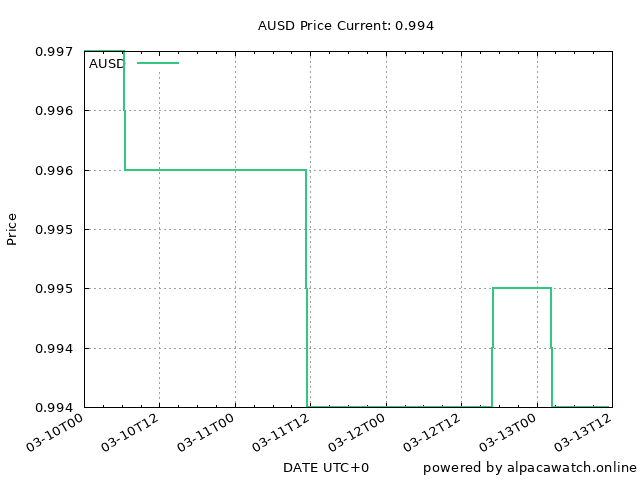 AUSD Price Current: 0.994
0.997
AUSD
0.996
0.996
0.995
0.995
0.994
0.994
Price
03-10T00
03-10T12
03-11T00
03-11T12
03-12T00
03-12T12
03-13T00
03-13T12
DATE UTC+0
powered by alpacawatch.online